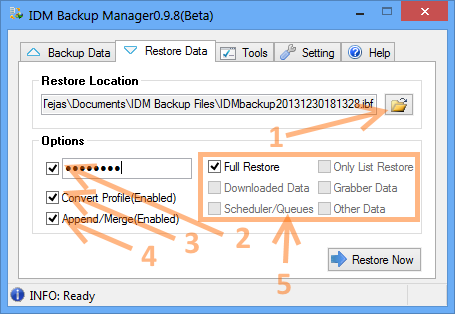 IDM Backup Manager0.9.8(Beta)
Backup Data Restore Data Tools Setting Help
Restore Location
Tejas\Documents\IDM Backup Files\IDMbackup20131230181328.ibf
1
Options
••••••••
Full Restore Only List Restore
Downloaded Data Grabber Data
Convert Profile(Enabled)
Scheduler/Queues Other Data
Append/Merge(Enabled)
4 3 2 5
Restore Now
INFO: Ready